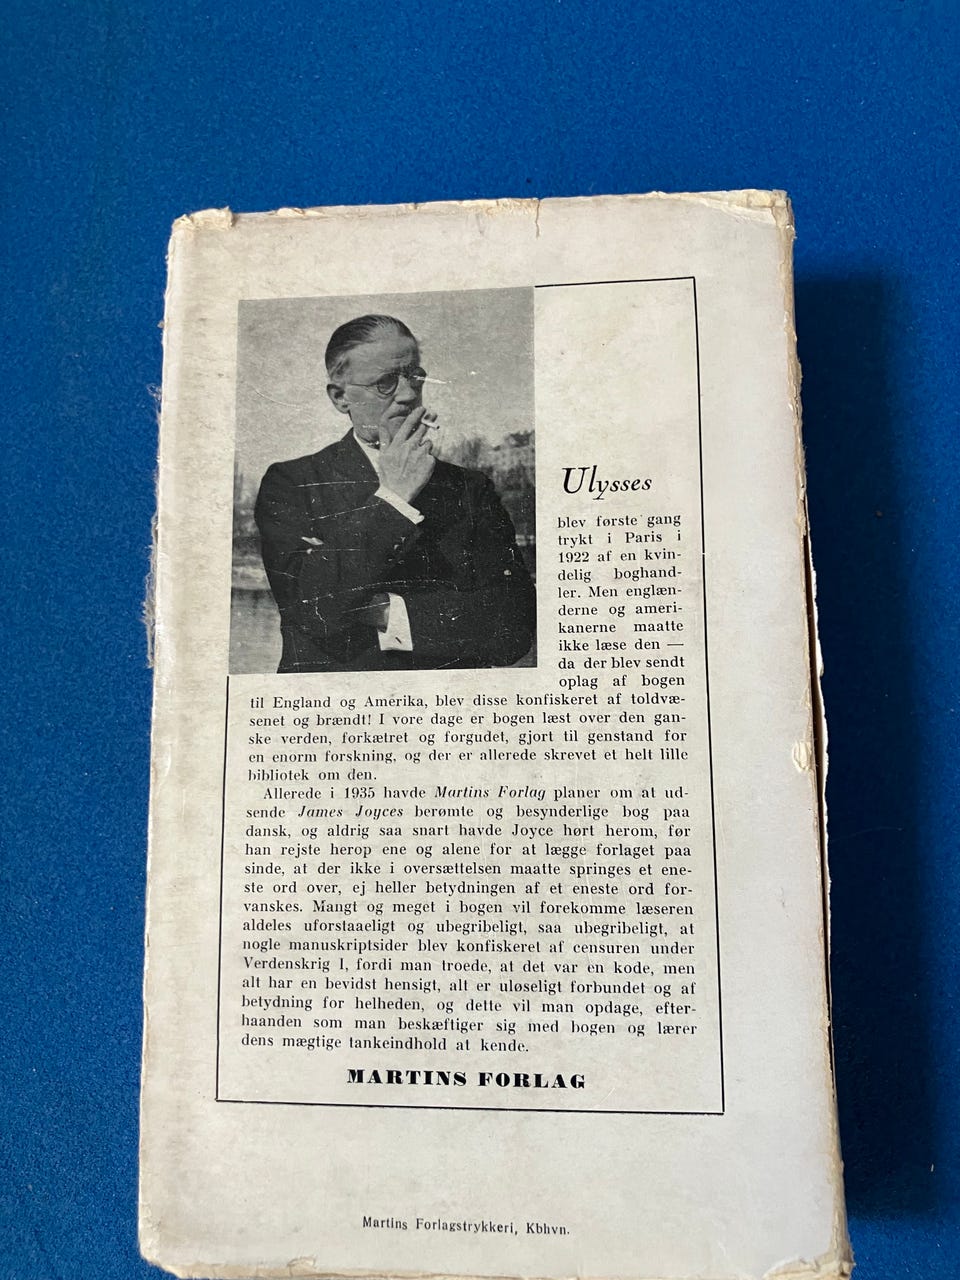 Ulysses
blev første gang
trykt i Paris i
1922 af en kvin-
delig boghand-
ler. Men englæn-
derne og ameri-
kanerne maatte
ikke læse den —
da der blev sendt
oplag af bogen
til England og Amerika, blev disse konfiskeret af toldvæ-
senet og brændt! I vore dage er bogen læst over den gan-
ske verden, forkætret og forgudet, gjort til genstand for
en enorm forskning, og der er allerede skrevet et helt lille
bibliotek om den.
Allerede i 1935 havde Martins Forlag planer om at ud-
sende James Joyces berømte og besynderlige bog paa
dansk, og aldrig saa snart havde Joyce hørt herom, før
han rejste herop ene og alene for at lægge forlaget paa
sinde, at der ikke i oversættelsen maatte springes et ene-
ste ord over, ej heller betydningen af et eneste ord for-
vanskes. Mangt og meget i bogen vil forekomme læseren
aldeles uforstaaeligt og ubegribeligt, saa ubegribeligt, at
nogle manuskriptsider blev konfiskeret af censuren under
Verdenskrig I, fordi man troede, at det var en kode, men
alt har en bevidst hensigt, alt er uløseligt forbundet og af
betydning for helheden, og dette vil man opdage, efter-
haanden som man beskæftiger sig med bogen og lærer
dens mægtige tankeindhold at kende.
MARTINS FORLAG
Martins Forlagstrykkeri, Kbhvn.